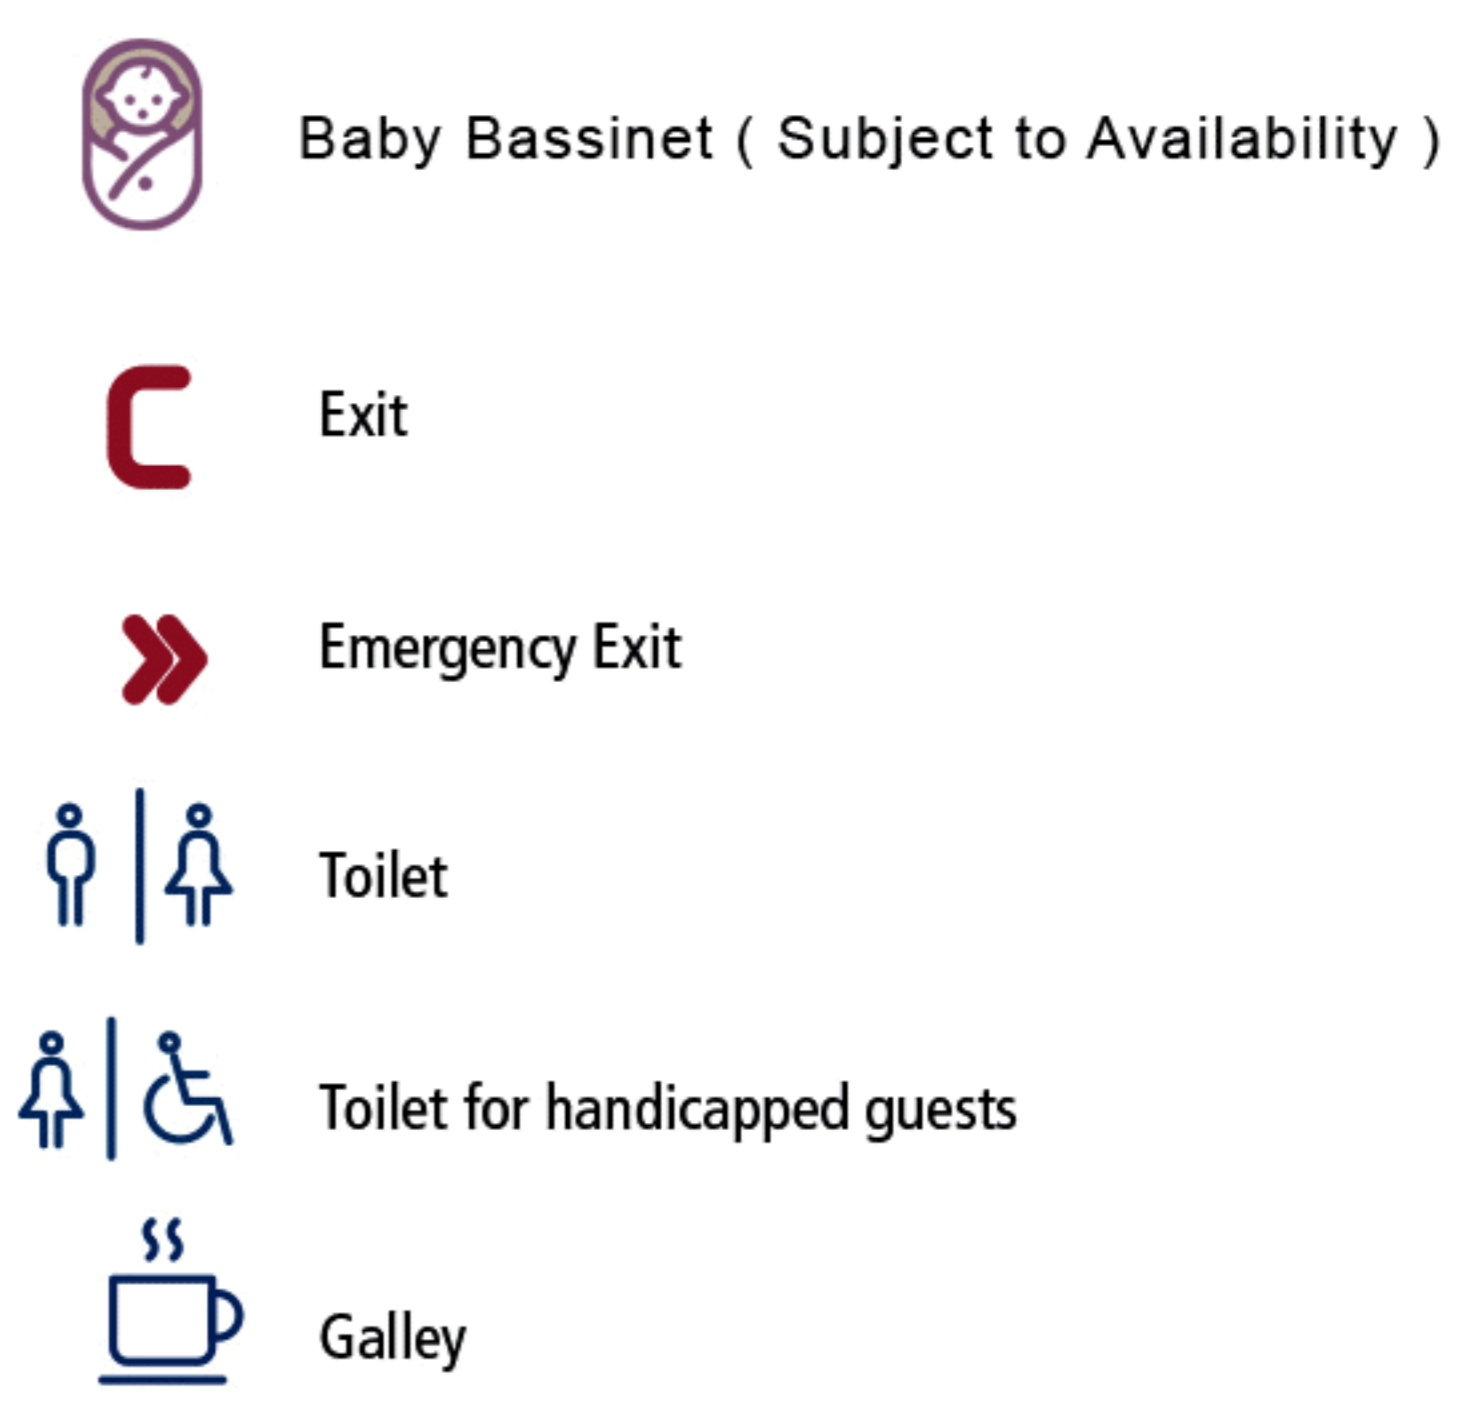 Baby Bassinet ( Subject to Availability )
Exit
Emergency Exit
Toilet
Toilet for handicapped guests
Galley